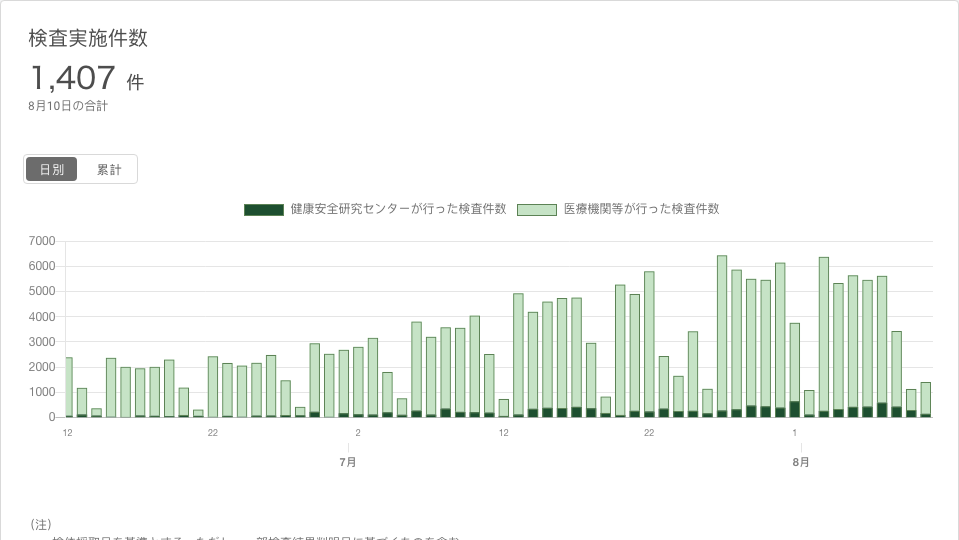 検査実施件数
1,407 件
8月10日の合計
日別 累計
健康安全研究センターが行った検査件数 医療機関等が行った検査件数
7000
6000
5000
4000
3000
2000
1000
0
12 22 2 12 22 1
7月 8月
（注）